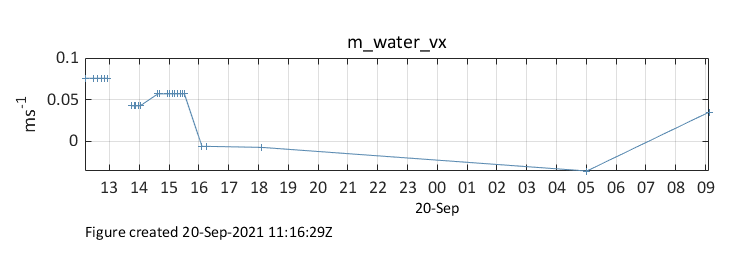 m_water_vx
0.1
0.05
0
ms-1
13 14 15 16 17 18 19 20 21 22 23 00 01 02 03 04 05 06 07 08 09
20-Sep
Figure created 20-Sep-2021 11:16:29Z